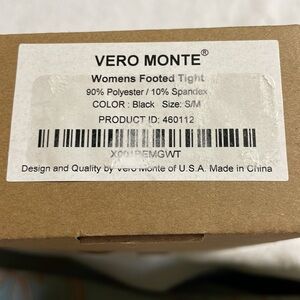 VERO MONTE®
Womens Footed Tight
90% Polyester / 10% Spandex
COLOR : Black Size: S/M
PRODUCT ID: 460112
Design and Quality by Vero Monte of U.S.A. Made in China